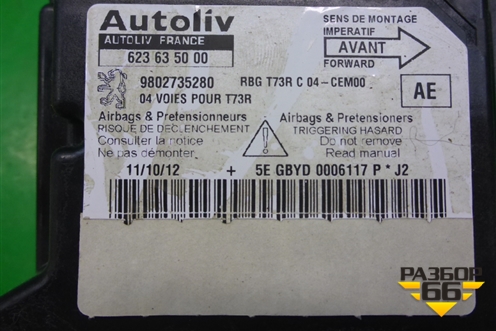 Autoliv
AUTOLIV FRANCE
623 63 50 00
SENS DE MONTAGE
IMPERATIF
AVANT
FORWARD
9802735280 RBG T73R C 04-CEM00
04 VOIES POUR T73R
AE
Airbags & Pretensionneurs
RISQUE DE DECLENCHEMENT
Consulter la notice
Ne pas démonter
Airbags & Pretensioners
TRIGGERING HASARD
Do not remove
Read manual
11/10/12 + 5E GBYD 0006117 P * J2
РАЗБОР
66